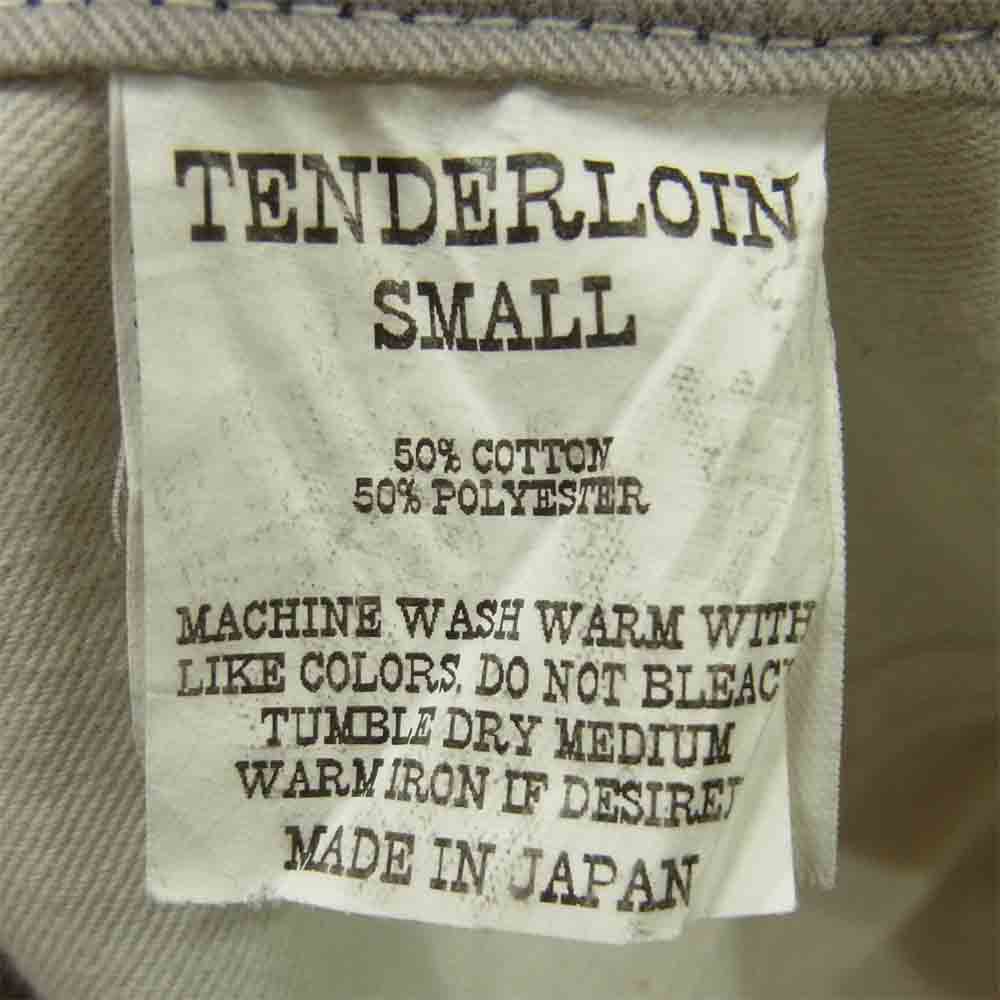 TENDERLOIN
SMALL
50% COTTON
50% POLYESTER
MACHINE WASH WARM WITH
LIKE COLORS. DO NOT BLEAC
TUMBLE DRY MEDIUM
WARM IRON IF DESIRED
MADE IN JAPAN